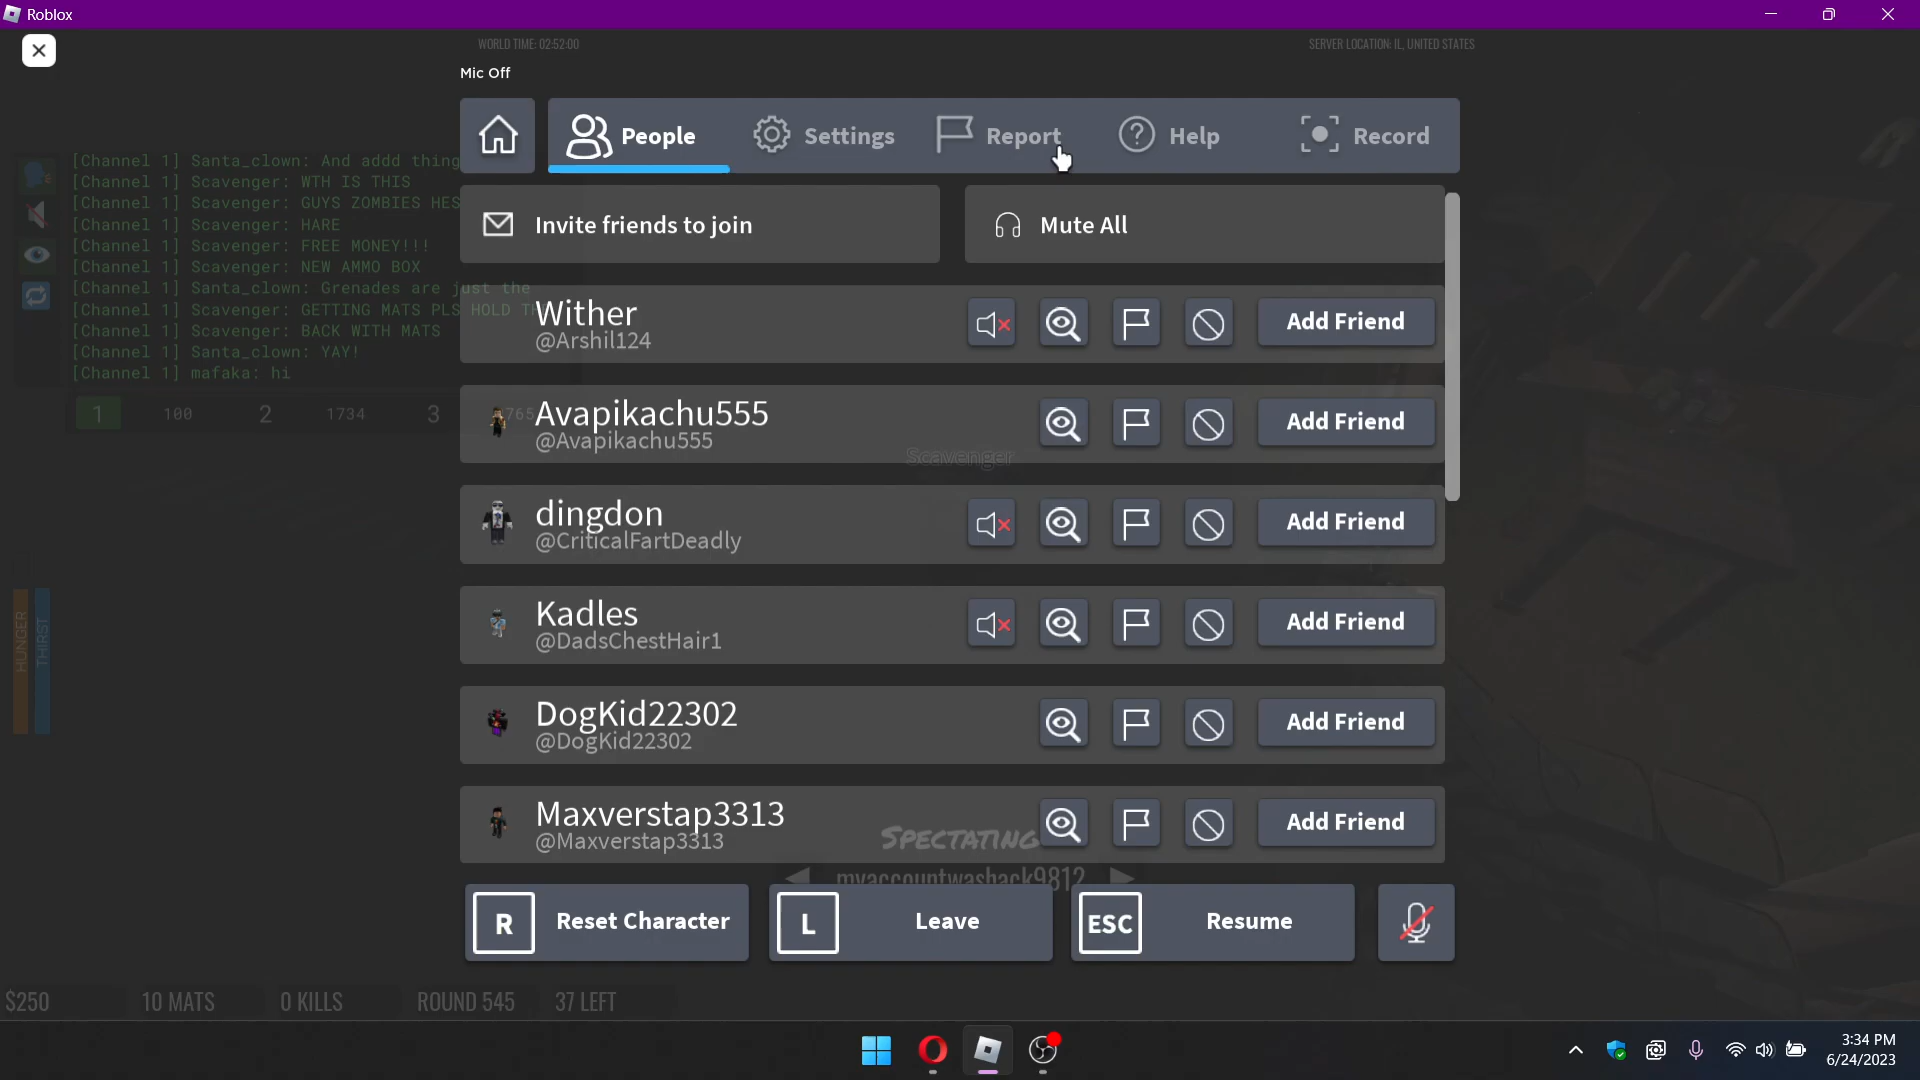 Roblox
WORLD TIME: 02:52:00
SERVER LOCATION: IL, UNITED STATES
Mic Off
People
Settings
Report
Help
Record
[Channel 1] Santa_clown: And addd thing
[Channel 1] Scavenger: WTH IS THIS
[Channel 1] Scavenger: GUYS ZOMBIES HES
[Channel 1] Scavenger: HARE
[Channel 1] Scavenger: FREE MONEY!!!
[Channel 1] Scavenger: NEW AMMO BOX
[Channel 1] Santa_clown: Grenades are just the
[Channel 1] Scavenger: GETTING MATS PLS HOLD
[Channel 1] Scavenger: BACK WITH MATS
[Channel 1] Santa_clown: YAY!
[Channel 1] mafaka: hi
1 100 2 1734 3 765
Invite friends to join
Mute All
Wither
@Arshil124
Add Friend
Avapikachu555
@Avapikachu555
Add Friend
Scavenger
dingdon
@CriticalFartDeadly
Add Friend
Kadles
@DadsChestHair1
Add Friend
HUNGER
THIRST
DogKid22302
@DogKid22302
Add Friend
Maxverstap3313
@Maxverstap3313
Add Friend
SPECTATING
myaccountwashack9812
R Reset Character
L Leave
ESC Resume
$250 10 MATS 0 KILLS ROUND 545 37 LEFT
3:34 PM
6/24/2023